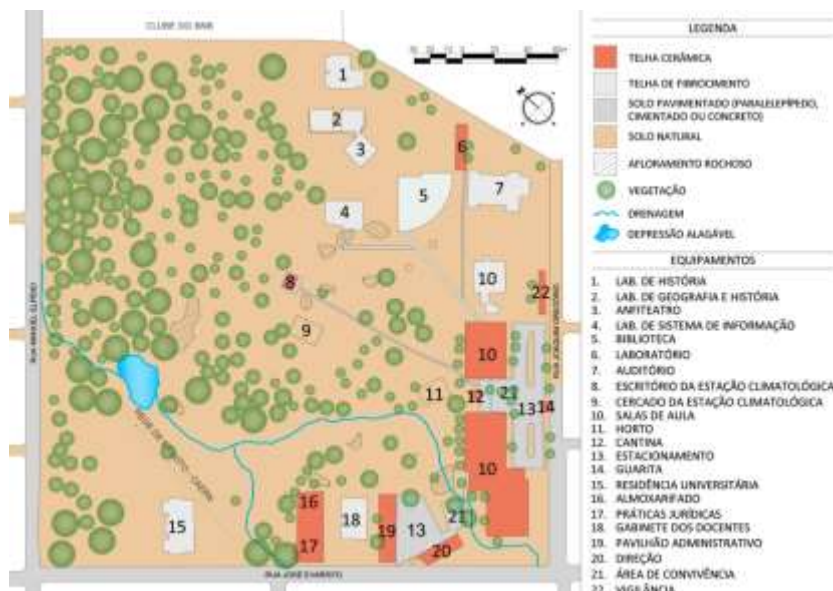 CLUBE DO BNB
LEGENDA
TELHA CERÂMICA
TELHA DE FIBROCIMENTO
SOLO PAVIMENTADO (PARALELEPÍPEDO,
CIMENTADO OU CONCRETO)
SOLO NATURAL
AFLORAMENTO ROCHOSO
VEGETAÇÃO
DRENAGEM
DEPRESSÃO ALAGÁVEL
EQUIPAMENTOS
1. LAB. DE HISTÓRIA
2. LAB. DE GEOGRAFIA E HISTÓRIA
3. ANFITEATRO
4. LAB. DE SISTEMA DE INFORMAÇÃO
5. BIBLIOTECA
6. LABORATÓRIO
7. AUDITÓRIO
8. ESCRITÓRIO DA ESTAÇÃO CLIMATOLÓGICA
9. CERCADO DA ESTAÇÃO CLIMATOLÓGICA
10. SALAS DE AULA
11. HORTO
12. CANTINA
13. ESTACIONAMENTO
14. GUARITA
15. RESIDÊNCIA UNIVERSITÁRIA
16. ALMOXARIFADO
17. PRÁTICAS JURÍDICAS
18. GABINETE DOS DOCENTES
19. PAVILHÃO ADMINISTRATIVO
20. DIREÇÃO
21. ÁREA DE CONVIVÊNCIA
22. VIGILÂNCIA
1
2
3
6
4
5
7
8
10
22
9
10
11
12
21
14
13
10
16
15
18
19
13
21
17
20
RUA MANOEL ELPÍDIO